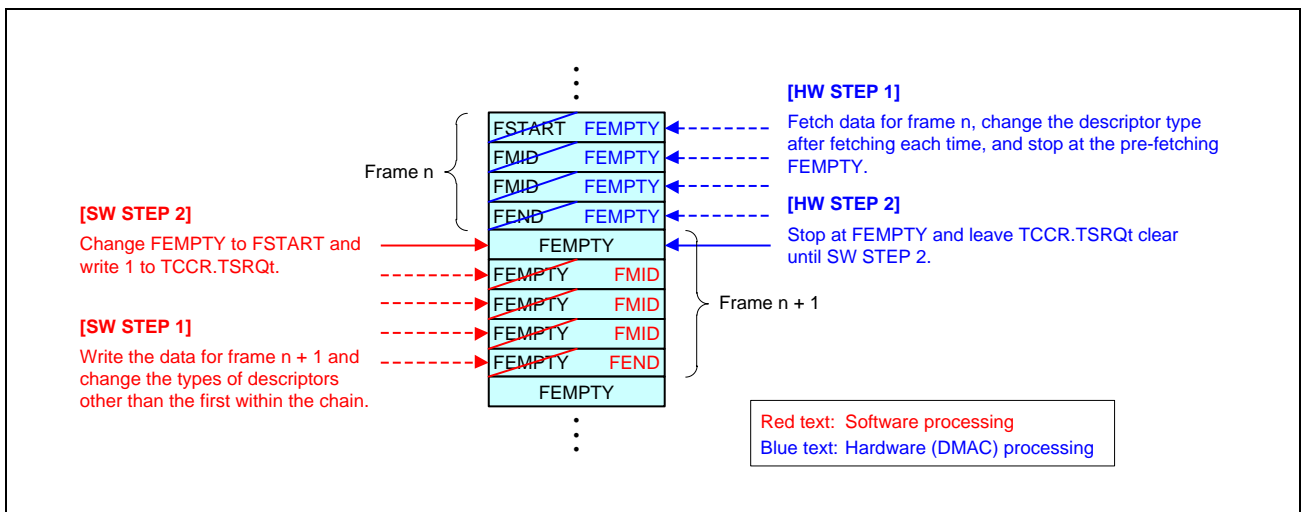 [HW STEP 1]
Fetch data for frame n, change the descriptor type
after fetching each time, and stop at the pre-fetching
FEMPTY.
[HW STEP 2]
Stop at FEMPTY and leave TCCR.TSRQt clear
until SW STEP 2.
FSTART FEMPTY
FMID FEMPTY
FMID FEMPTY
FEND FEMPTY
FEMPTY
FEMPTY FMID
FEMPTY FMID
FEMPTY FMID
FEMPTY FEND
FEMPTY
Frame n
Frame n + 1
[SW STEP 2]
Change FEMPTY to FSTART and
write 1 to TCCR.TSRQt.
[SW STEP 1]
Write the data for frame n + 1 and
change the types of descriptors
other than the first within the chain.
Red text: Software processing
Blue text: Hardware (DMAC) processing